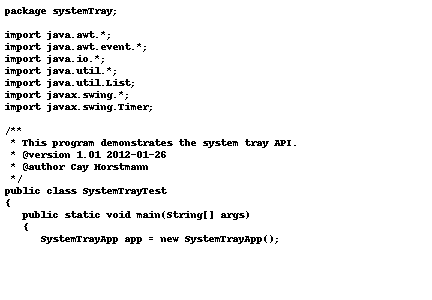 package systemTray;

import java.awt.*;
import java.awt.event.*;
import java.io.*;
import java.util.*;
import java.util.List;
import javax.swing.*;
import javax.swing.Timer;

/**
 * This program demonstrates the system tray API.
 * @version 1.01 2012-01-26
 * @author Cay Horstmann
 */
public class SystemTrayTest
{
   public static void main(String[] args)
   {
      SystemTrayApp app = new SystemTrayApp();